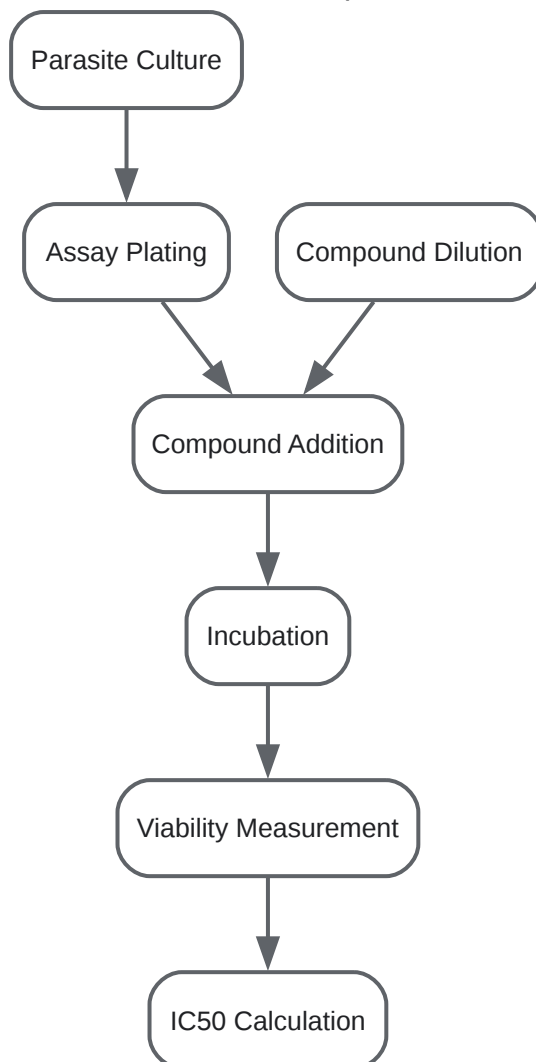 Parasite Culture
Assay Plating
Compound Dilution
Compound Addition
Incubation
Viability Measurement
IC50 Calculation